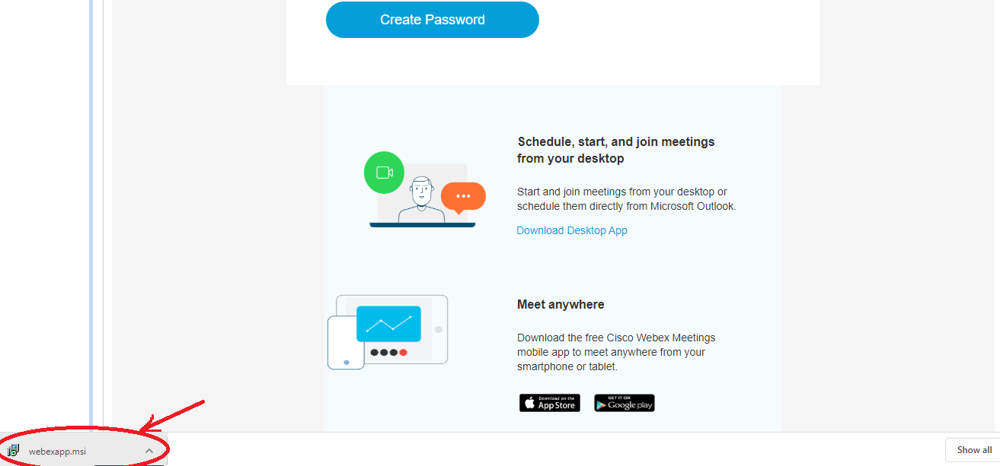 Create Password
Schedule, start, and join meetings
from your desktop
Start and join meetings from your desktop or
schedule them directly from Microsoft Outlook.
Download Desktop App
Meet anywhere
Download the free Cisco Webex Meetings
mobile app to meet anywhere from your
smartphone or tablet.
Download on the
App Store
GET IT ON
Google play
webexapp.msi
Show all